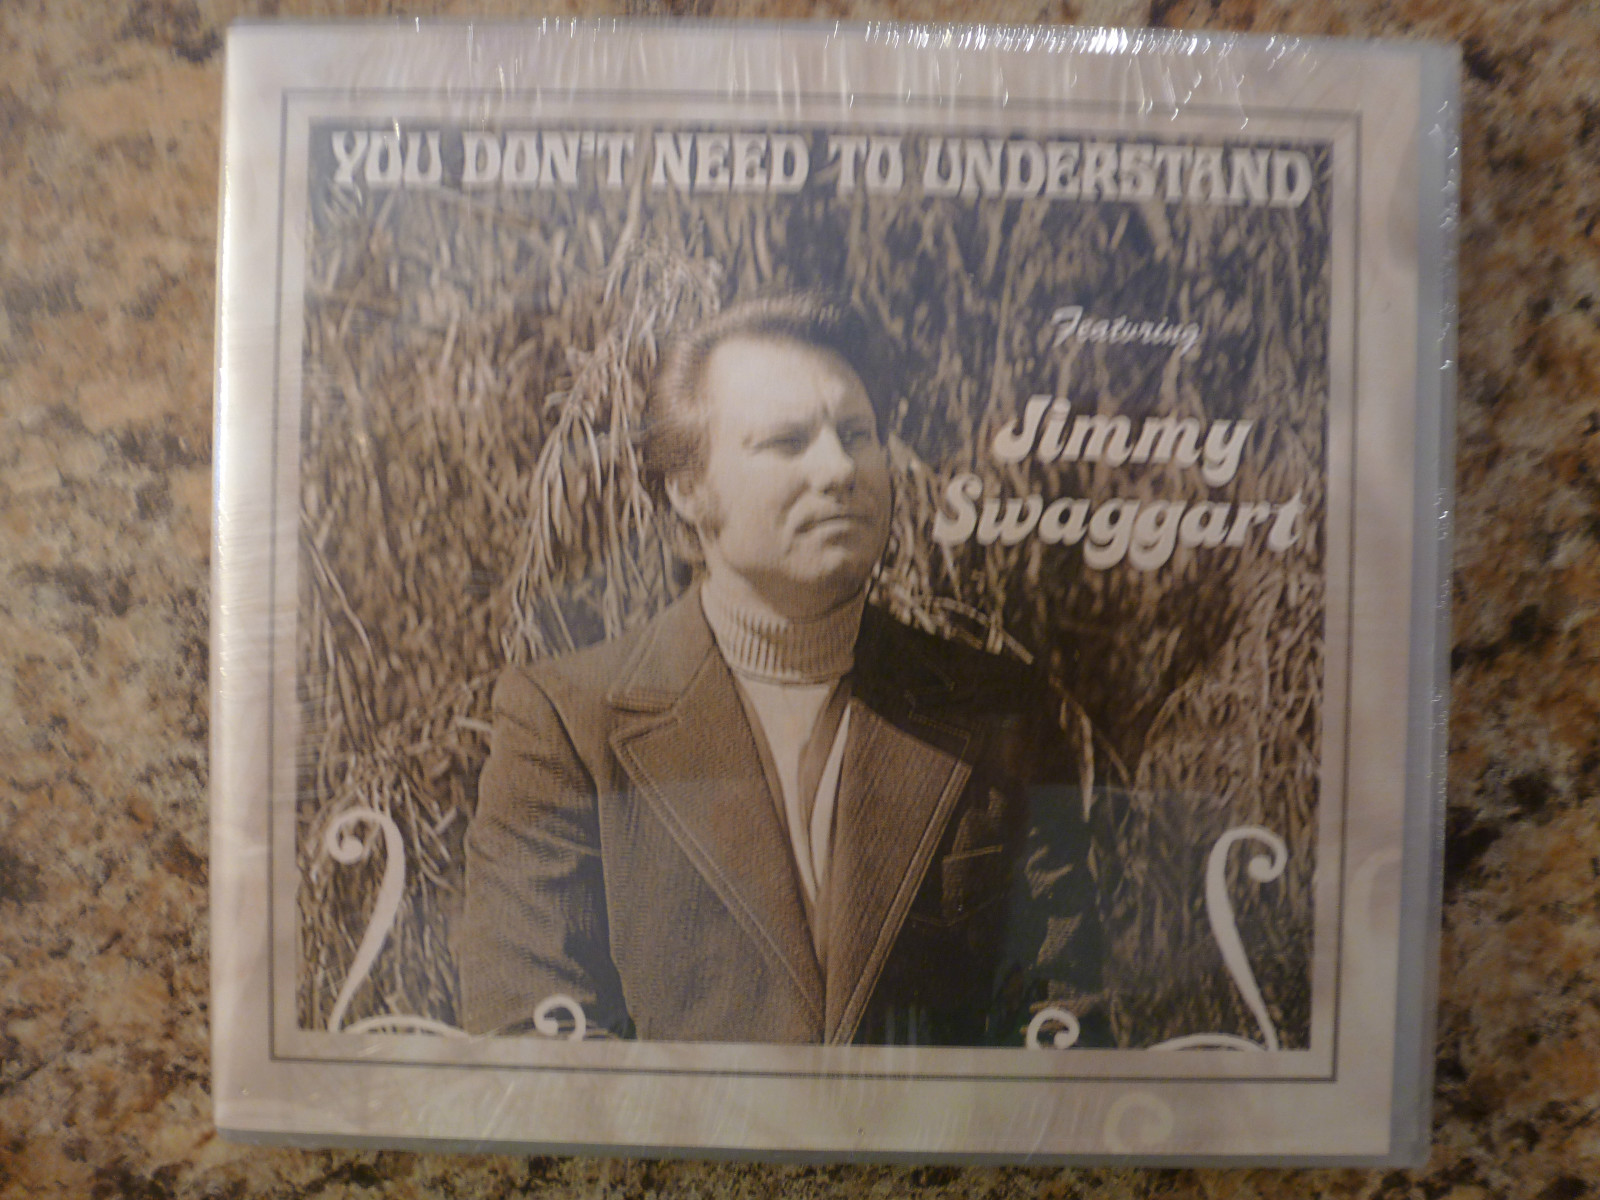 YOU DON'T NEED TO UNDERSTAND
Featuring
Jimmy
Swaggart